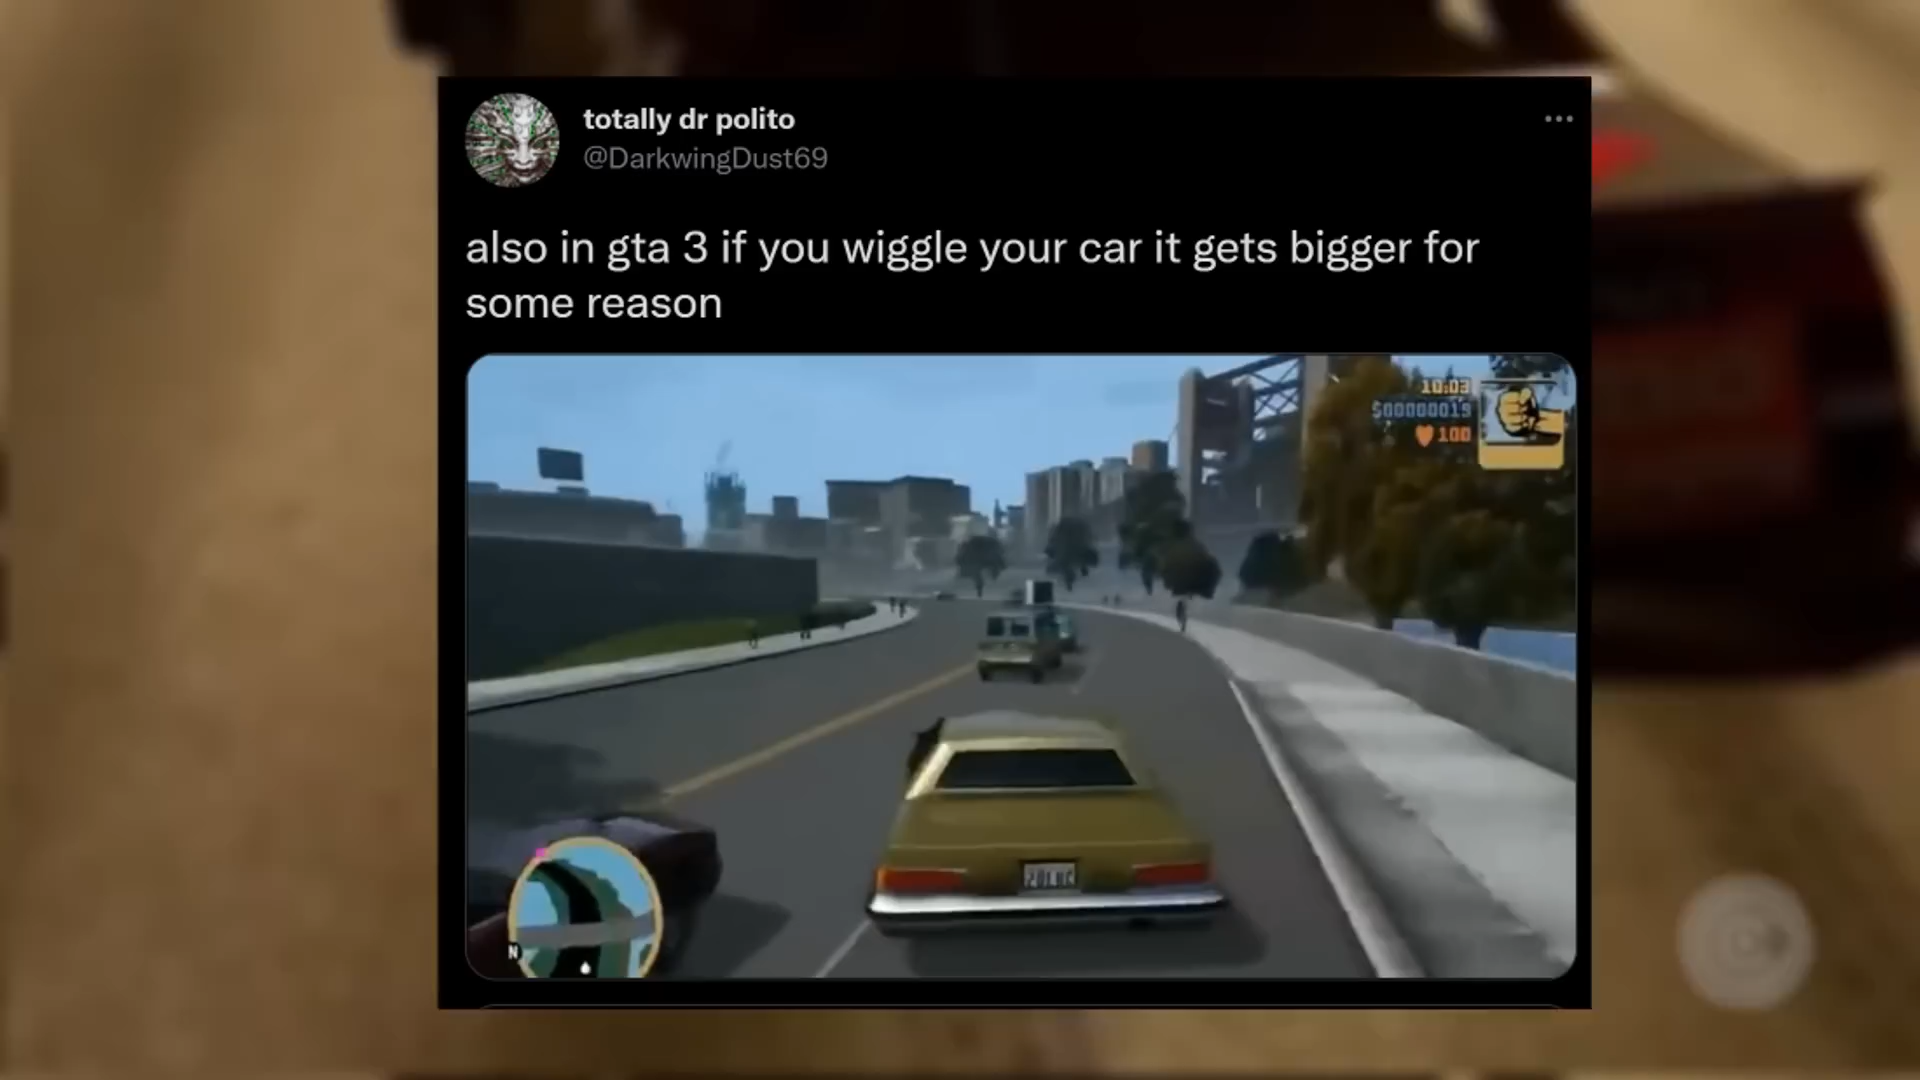 totally dr polito
@DarkwingDust69
also in gta 3 if you wiggle your car it gets bigger for
some reason
10:03
$00000019
100
N